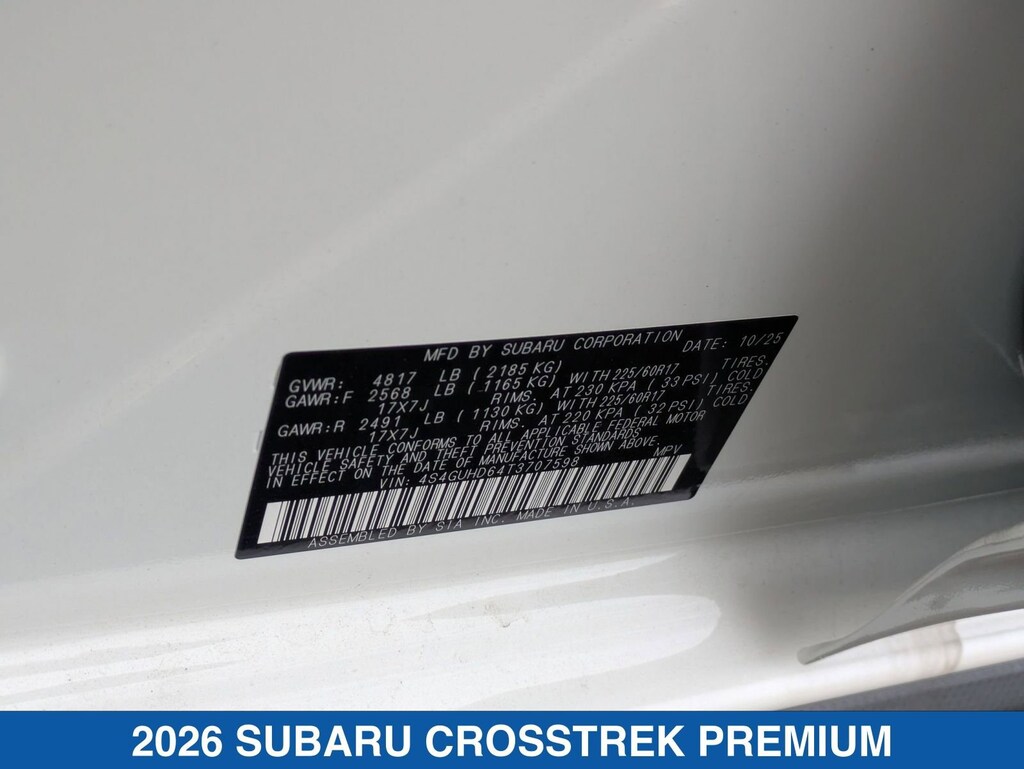 MFD BY SUBARU CORPORATION DATE: 10/25
GVWR: 4817 LB ( 2185 KG)
GAWR:F 2568 LB ( 1165 KG) WITH 225/60R17 TIRES.
17X7J RIMS. AT 230 KPA ( 33 PSI) COLD
GAWR:R 2491 LB ( 1130 KG) WITH 225/60R17 TIRES.
17X7J RIMS. AT 220 KPA ( 32 PSI) COLD
THIS VEHICLE CONFORMS TO ALL APPLICABLE FEDERAL MOTOR
VEHICLE SAFETY AND THEFT PREVENTION STANDARDS
IN EFFECT ON THE DATE OF MANUFACTURE SHOWN ABOVE.
VIN: 4S4GUHD64T3707598 MPV
ASSEMBLED BY SIA INC. MADE IN U.S.A.
2026 SUBARU CROSSTREK PREMIUM